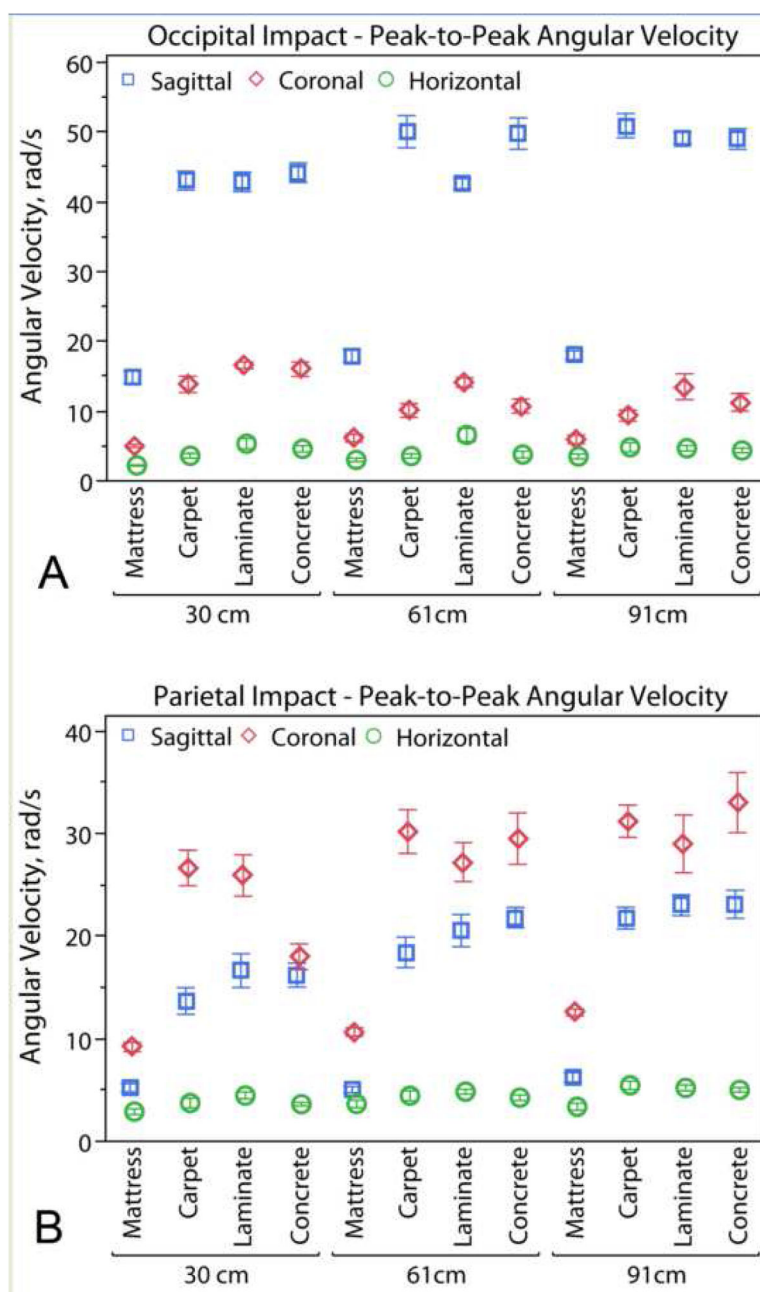 Occipital Impact - Peak-to-Peak Angular Velocity
60
50
40
30
20
10
0
Angular Velocity, rad/s
Sagittal Coronal Horizontal
Mattress
Carpet
Laminate
Concrete
Mattress
Carpet
Laminate
Concrete
Mattress
Carpet
Laminate
Concrete
30 cm 61cm 91cm
A
Parietal Impact - Peak-to-Peak Angular Velocity
40
30
20
10
0
Angular Velocity, rad/s
Sagittal Coronal Horizontal
Mattress
Carpet
Laminate
Concrete
Mattress
Carpet
Laminate
Concrete
Mattress
Carpet
Laminate
Concrete
30 cm 61cm 91cm
B